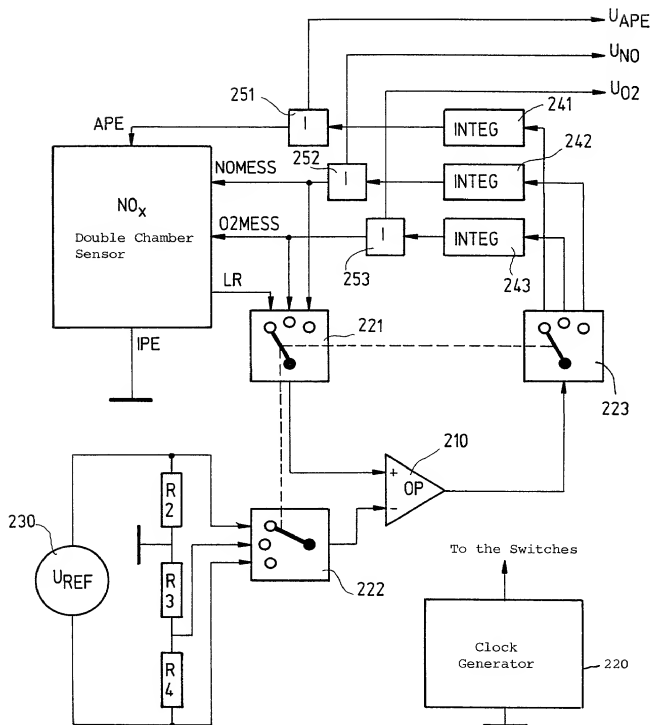 U_APE
U_NO
U_O2
251
241
APE
I
INTEG
252
242
NOMESS
I
INTEG
NO_x
Double Chamber
Sensor
O2MESS
I
INTEG
253
243
LR
221
IPE
223
210
+
OP
-
R2
230
U_REF
R3
222
R4
To the Switches
Clock
Generator
220